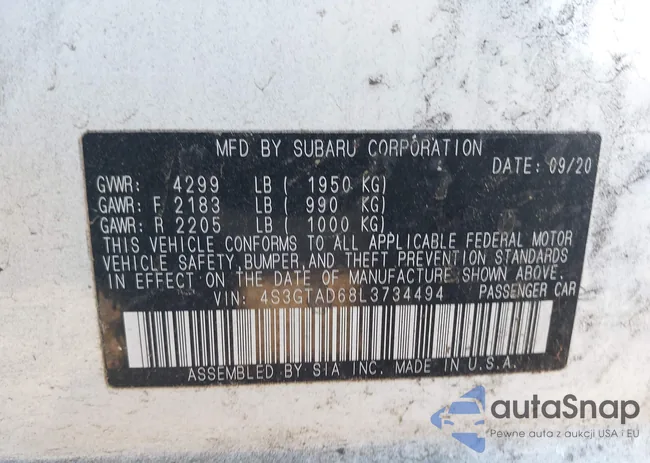 MFD BY SUBARU CORPORATION
DATE: 09/20
GVWR: 4299 LB ( 1950 KG)
GAWR: F 2183 LB ( 990 KG)
GAWR: R 2205 LB ( 1000 KG)
THIS VEHICLE CONFORMS TO ALL APPLICABLE FEDERAL MOTOR
VEHICLE SAFETY, BUMPER, AND THEFT PREVENTION STANDARDS
IN EFFECT ON THE DATE OF MANUFACTURE SHOWN ABOVE.
VIN: 4S3GTAD68L3734494 PASSENGER CAR
ASSEMBLED BY SIA, INC. MADE IN U.S.A.
autaSnap
Pewne auta z aukcji USA i EU